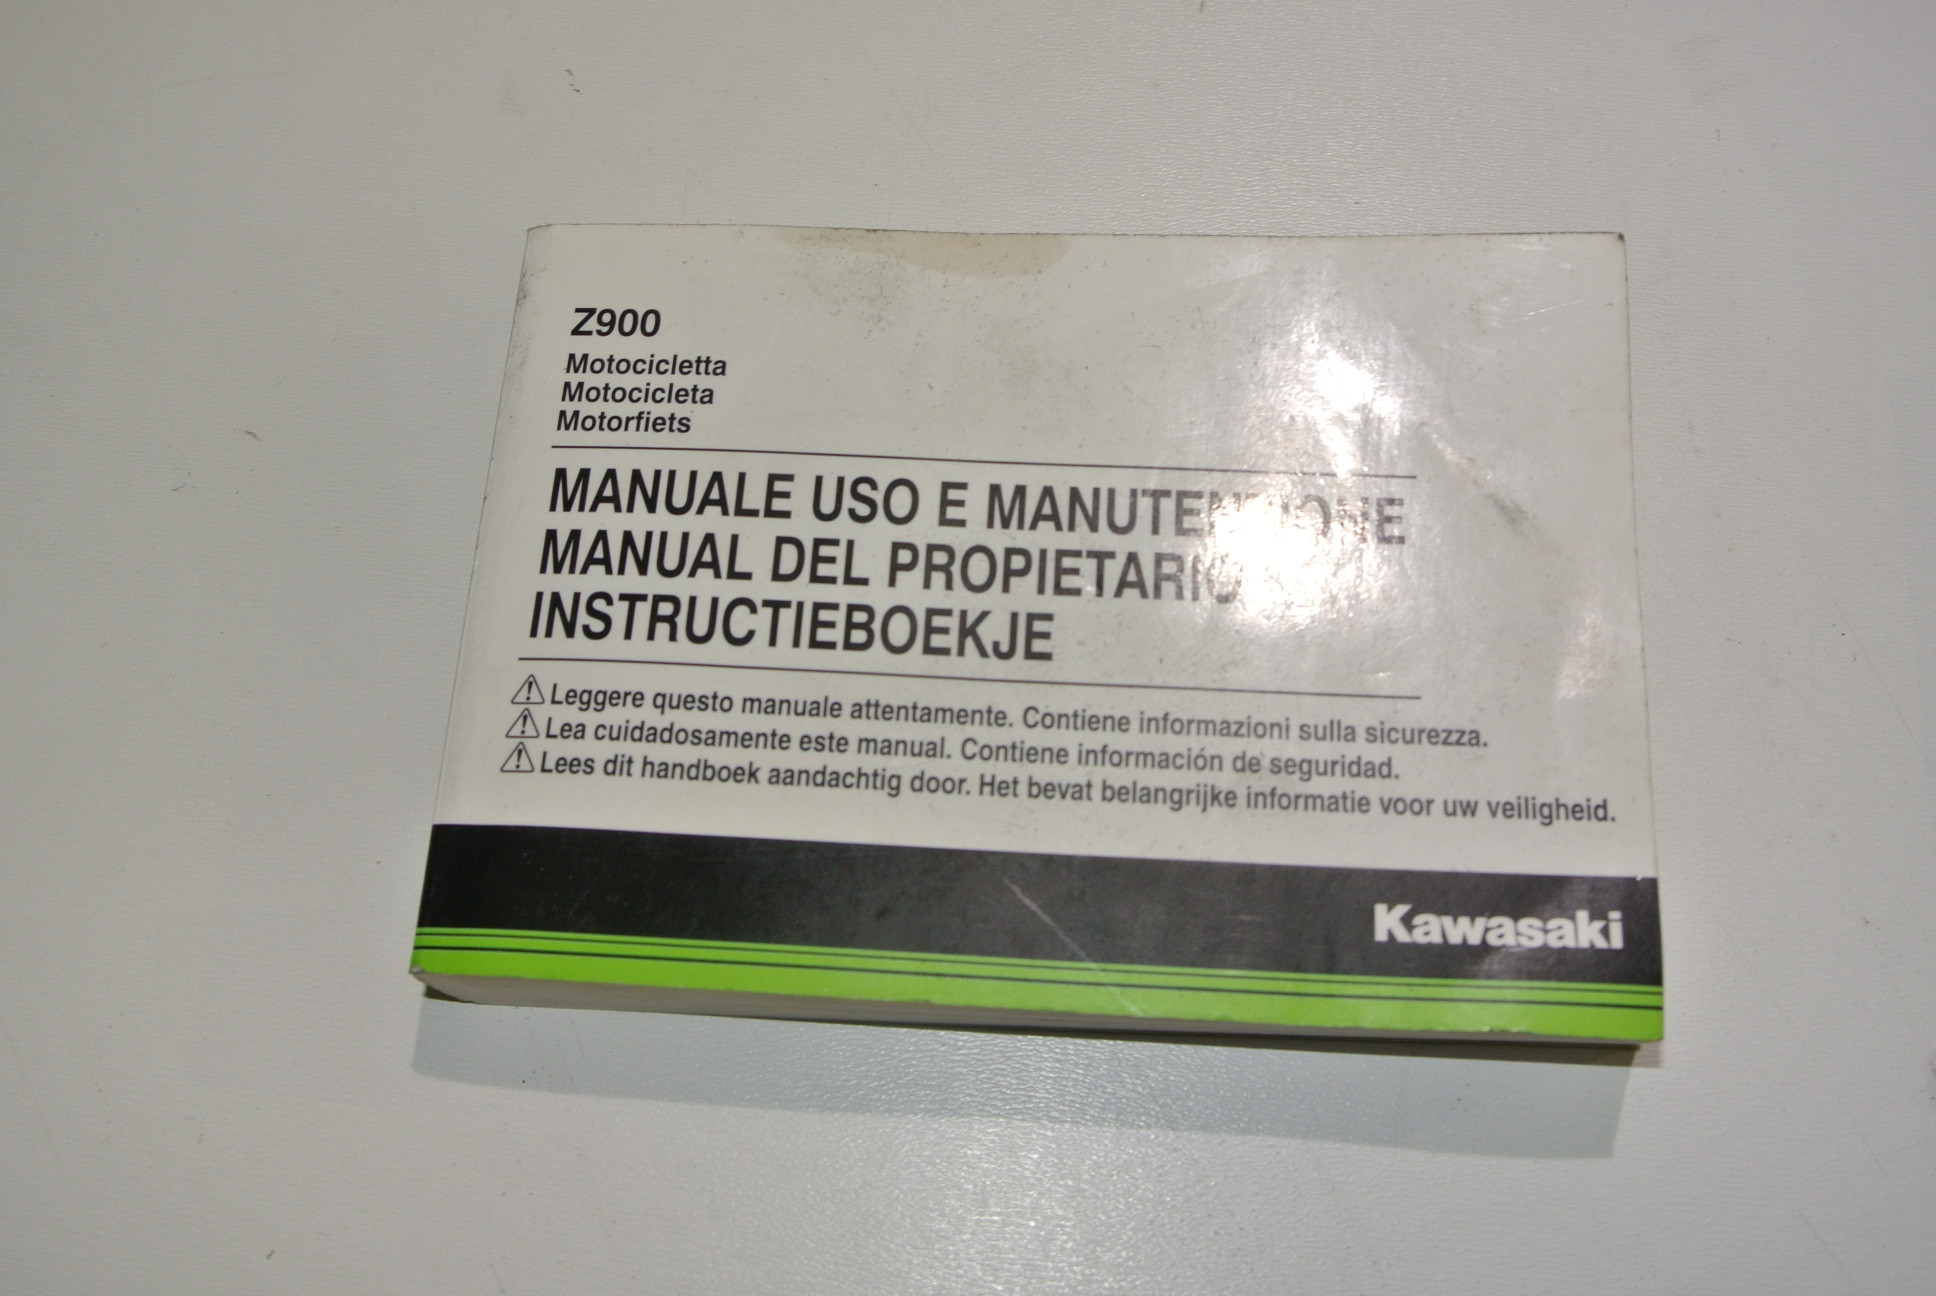 Z900
Motocicletta
Motocicleta
Motorfiets
MANUALE USO E MANUTENZIONE
MANUAL DEL PROPIETARIO
INSTRUCTIEBOEKJE
Leggere questo manuale attentamente. Contiene informazioni sulla sicurezza.
Lea cuidadosamente este manual. Contiene información de seguridad.
Lees dit handboek aandachtig door. Het bevat belangrijke informatie voor uw veiligheid.
Kawasaki